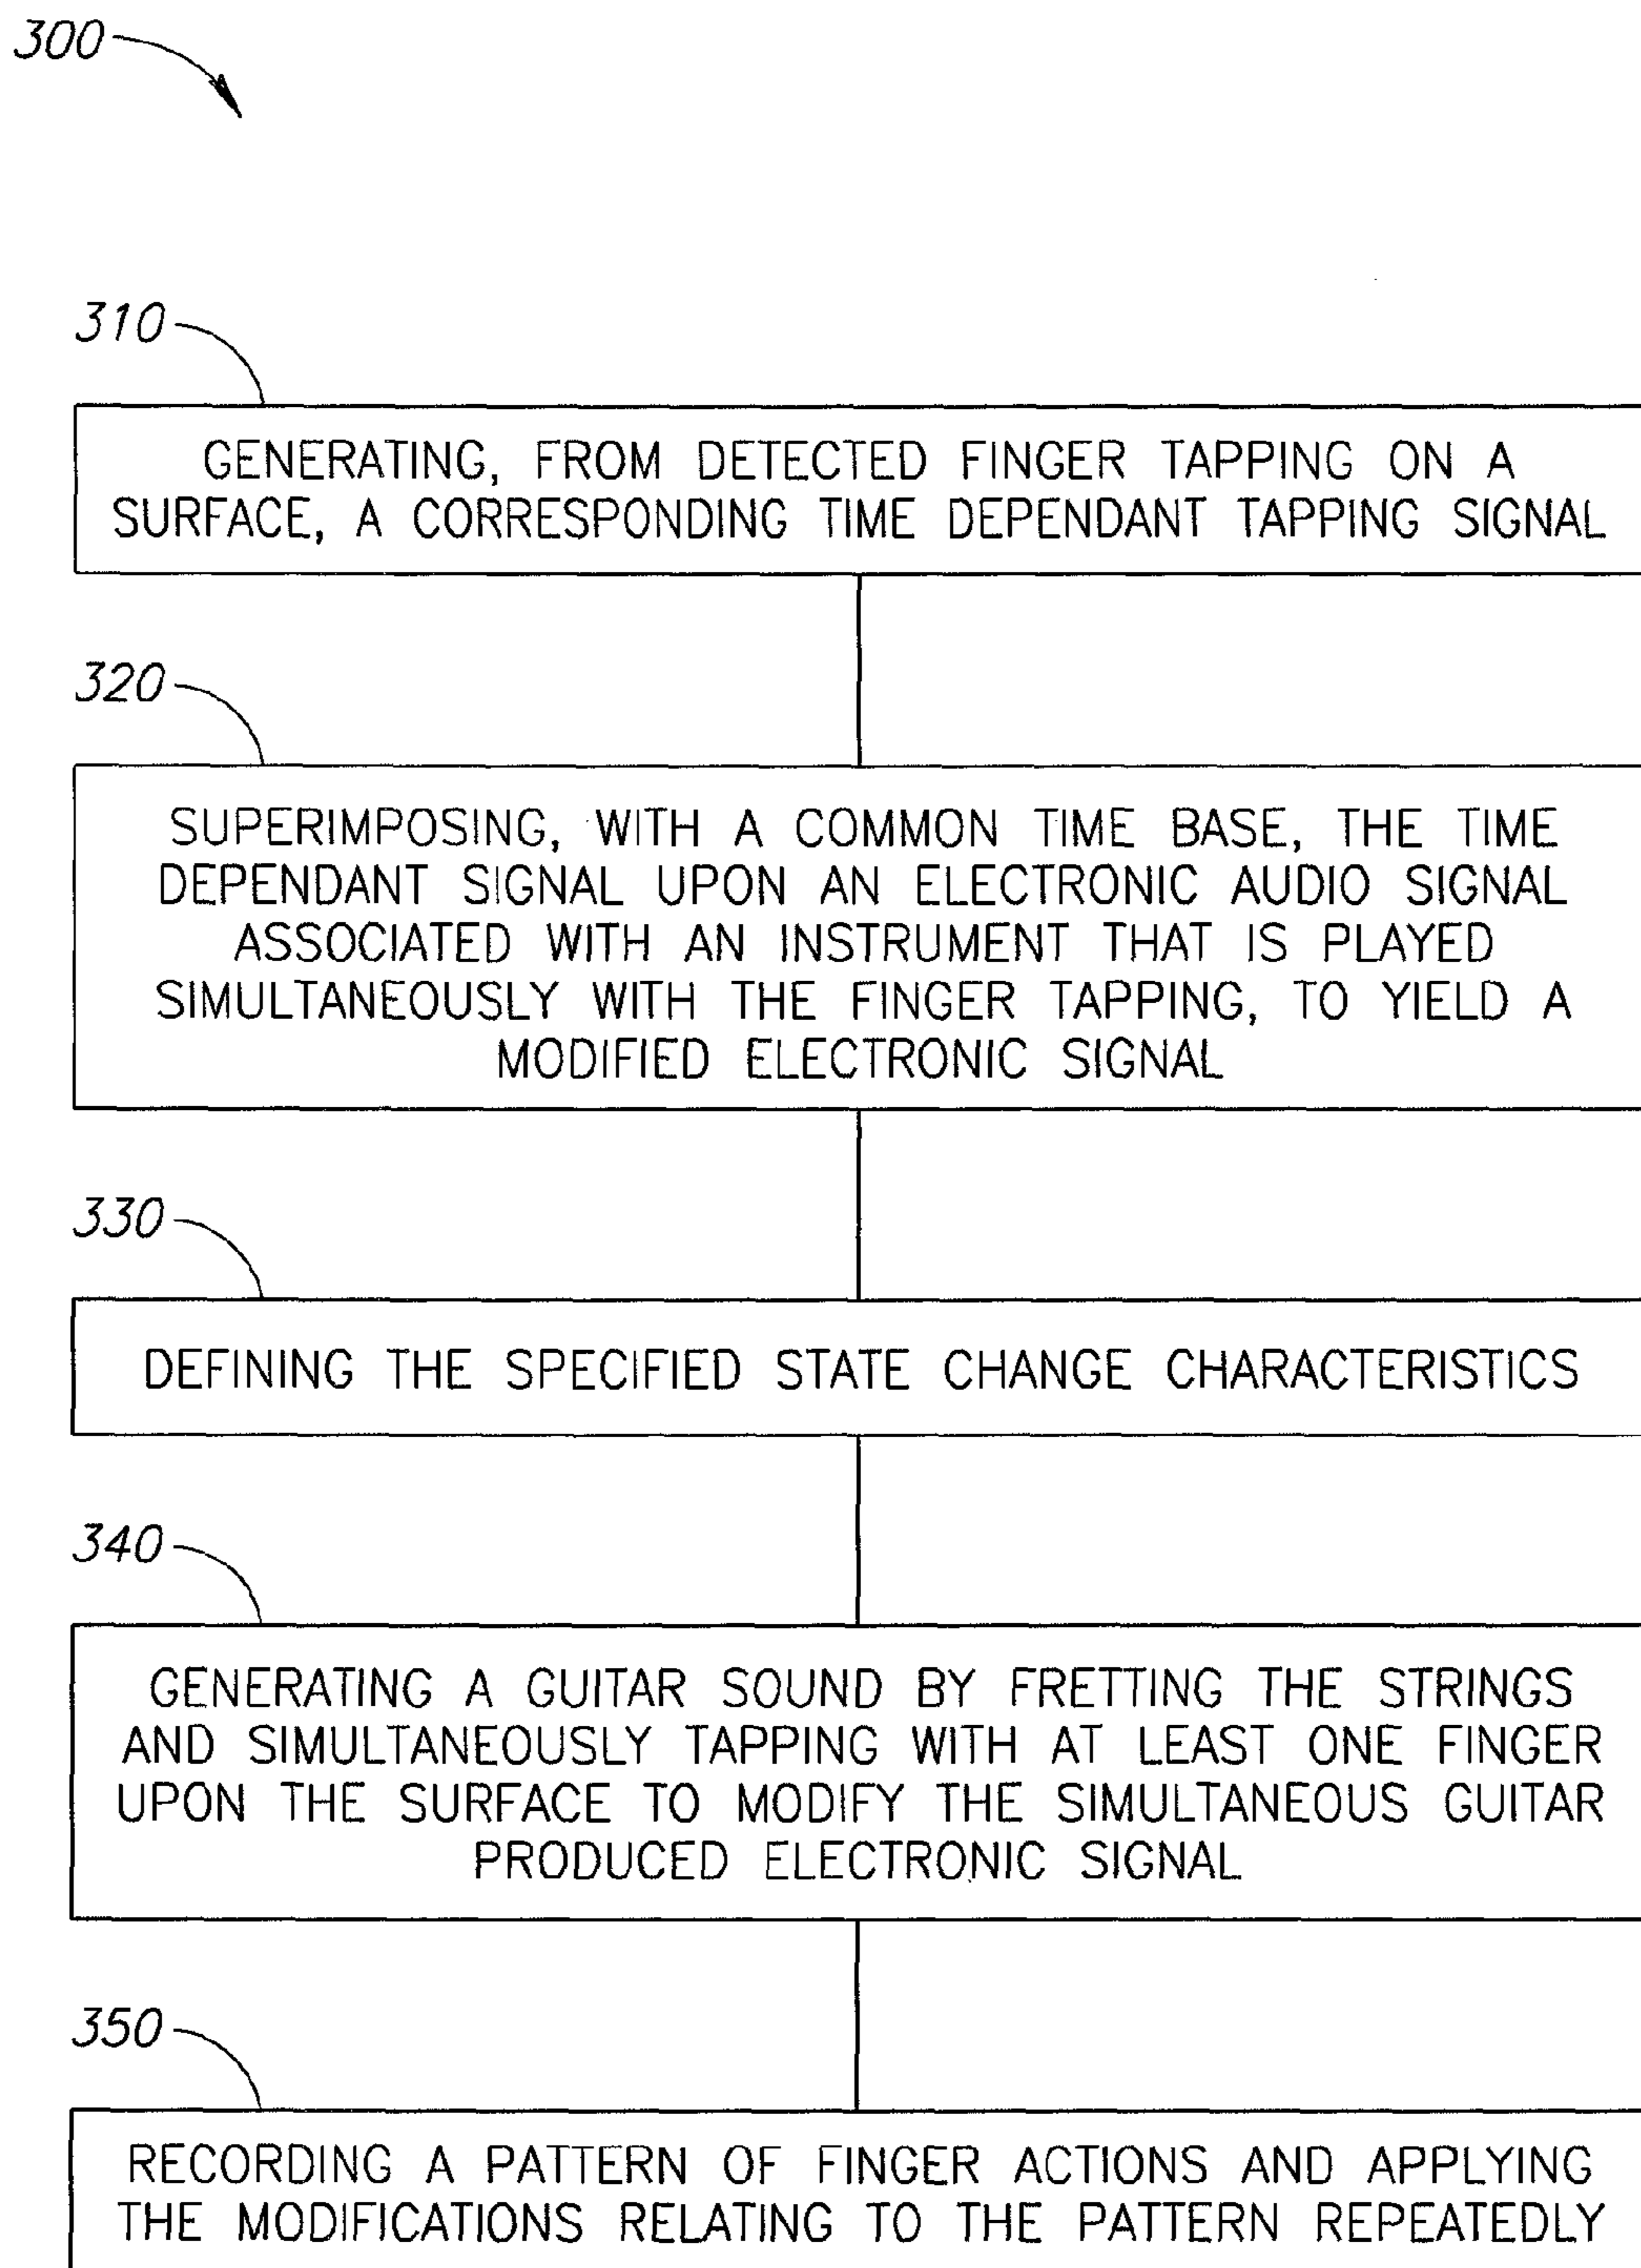 300
310
GENERATING, FROM DETECTED FINGER TAPPING ON A
SURFACE, A CORRESPONDING TIME DEPENDANT TAPPING SIGNAL
320
SUPERIMPOSING, WITH A COMMON TIME BASE, THE TIME
DEPENDANT SIGNAL UPON AN ELECTRONIC AUDIO SIGNAL
ASSOCIATED WITH AN INSTRUMENT THAT IS PLAYED
SIMULTANEOUSLY WITH THE FINGER TAPPING, TO YIELD A
MODIFIED ELECTRONIC SIGNAL
330
DEFINING THE SPECIFIED STATE CHANGE CHARACTERISTICS
340
GENERATING A GUITAR SOUND BY FRETTING THE STRINGS
AND SIMULTANEOUSLY TAPPING WITH AT LEAST ONE FINGER
UPON THE SURFACE TO MODIFY THE SIMULTANEOUS GUITAR
PRODUCED ELECTRONIC SIGNAL
350
RECORDING A PATTERN OF FINGER ACTIONS AND APPLYING
THE MODIFICATIONS RELATING TO THE PATTERN REPEATEDLY